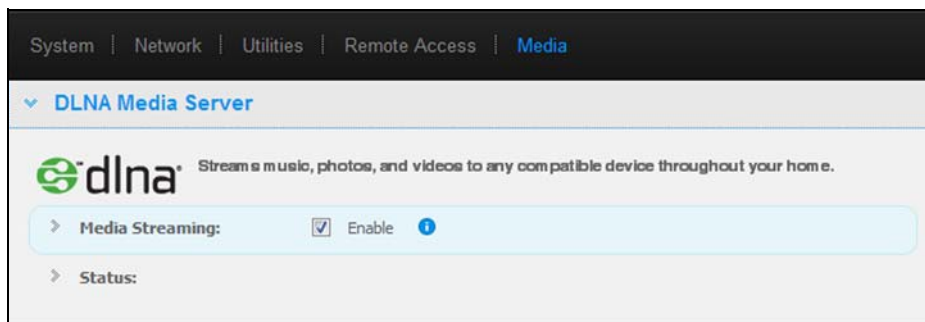 System | Network | Utilities | Remote Access | Media
DLNA Media Server
dlna Streams music, photos, and videos to any compatible device throughout your home.
Media Streaming: Enable
Status: